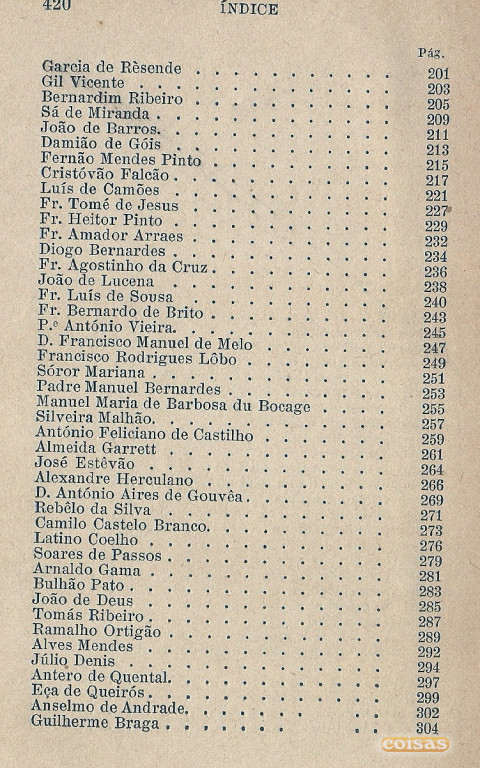 420 ÍNDICE
Pág.
Garcia de Rèsende . . . . . . . . . . . 201
Gil Vicente . . . . . . . . . . . . . 203
Bernardim Ribeiro . . . . . . . . . . . 205
Sá de Miranda . . . . . . . . . . . . 209
João de Barros. . . . . . . . . . . . 211
Damião de Góis . . . . . . . . . . . . 213
Fernão Mendes Pinto . . . . . . . . . . 215
Cristóvão Falcão . . . . . . . . . . . 217
Luís de Camões . . . . . . . . . . . . 221
Fr. Tomé de Jesus . . . . . . . . . . . 227
Fr. Heitor Pinto . . . . . . . . . . . 229
Fr. Amador Arraes . . . . . . . . . . . 232
Diogo Bernardes . . . . . . . . . . . 234
Fr. Agostinho da Cruz . . . . . . . . . . 236
João de Lucena . . . . . . . . . . . . 238
Fr. Luís de Sousa . . . . . . . . . . . 240
Fr. Bernardo de Brito . . . . . . . . . . 243
P.e António Vieira. . . . . . . . . . . 245
D. Francisco Manuel de Melo . . . . . . . . 247
Francisco Rodrigues Lôbo . . . . . . . . . 249
Sóror Mariana . . . . . . . . . . . . 251
Padre Manuel Bernardes . . . . . . . . . 253
Manuel Maria de Barbosa du Bocage . . . . . . 255
Silveira Malhão. . . . . . . . . . . . 257
António Feliciano de Castilho . . . . . . . . 259
Almeida Garrett . . . . . . . . . . . . 261
José Estêvão . . . . . . . . . . . . 264
Alexandre Herculano . . . . . . . . . . 266
D. António Aires de Gouvêa. . . . . . . . . 269
Rebêlo da Silva . . . . . . . . . . . 271
Camilo Castelo Branco. . . . . . . . . . 273
Latino Coelho . . . . . . . . . . . . 276
Soares de Passos . . . . . . . . . . . 279
Arnaldo Gama . . . . . . . . . . . . 281
Bulhão Pato . . . . . . . . . . . . . 283
João de Deus . . . . . . . . . . . . 285
Tomás Ribeiro . . . . . . . . . . . . 287
Ramalho Ortigão . . . . . . . . . . . 289
Alves Mendes . . . . . . . . . . . . 292
Júlio Denis . . . . . . . . . . . . . 294
Antero de Quental. . . . . . . . . . . 297
Eça de Queirós . . . . . . . . . . . . 299
Anselmo de Andrade. . . . . . . . . . . 302
Guilherme Braga . . . . . . . . . . . 304
coisas